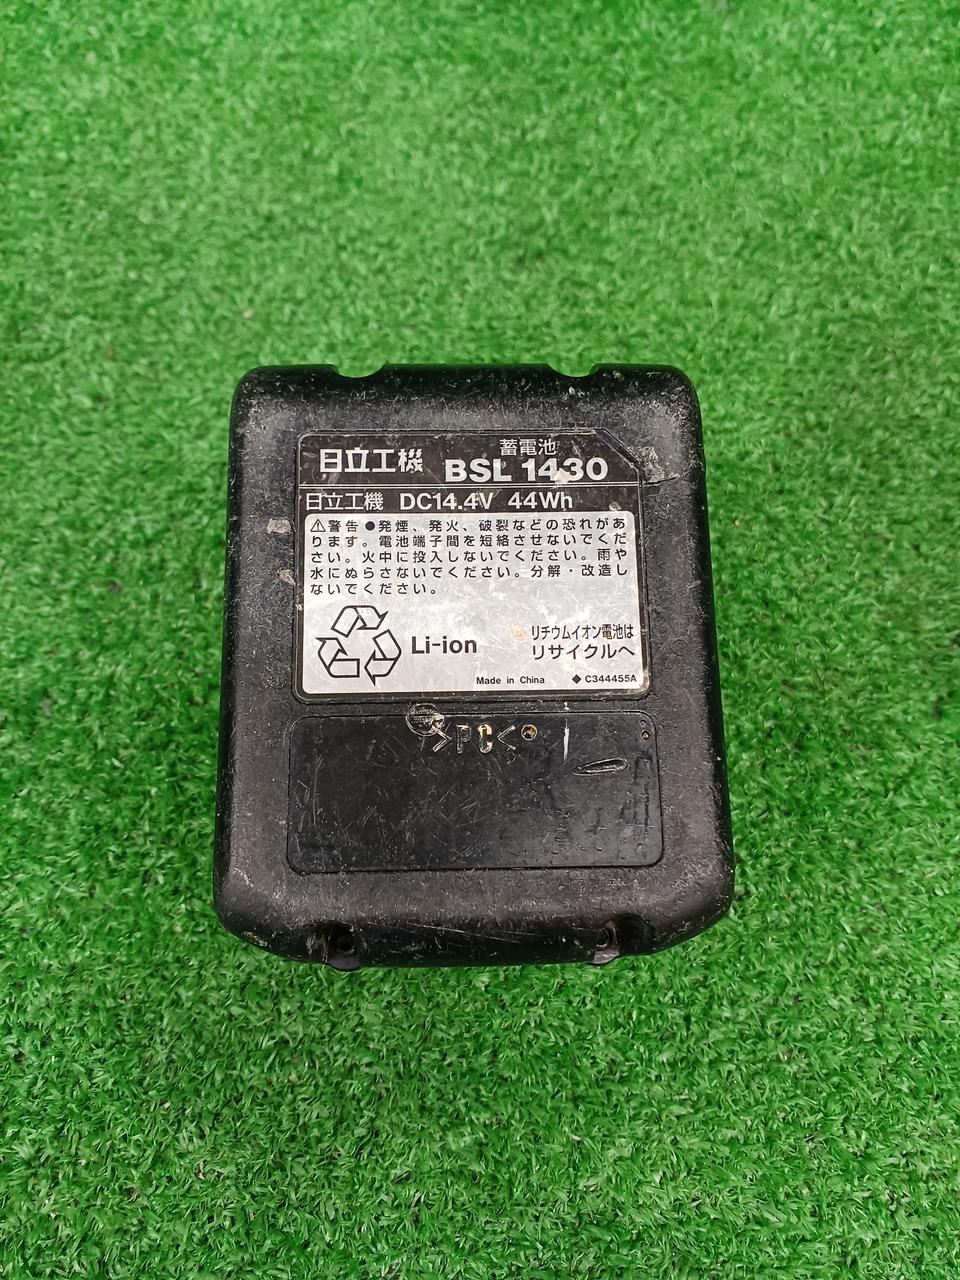 日立工機
蓄電池
BSL 1430
日立工機 DC14.4V 44Wh
⚠警告●発煙、発火、破裂などの恐れがあ
ります。電池端子間を短絡させないでくだ
さい。火中に投入しないでください。雨や
水にぬらさないでください。分解・改造し
ないでください。
Li-ion
リチウムイオン電池は
リサイクルへ
Made in China ◆C344455A
>PC<